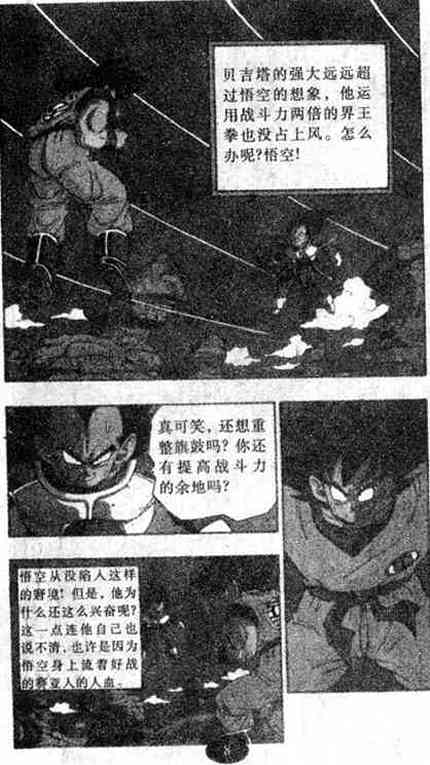 贝吉塔的强大远远超
过悟空的想象，他运
用战斗力两倍的界王
拳也没占上风。怎么
办呢?悟空!
真可笑，还想重
整旗鼓吗？你还
有提高战斗力
的余地吗?
悟空从没陷入这样
的窘境！但是，他为
什么还这么兴奋呢?
这一点连他自己也
说不清，也许是因为
悟空身上流着好战
的赛亚人的人血。
8